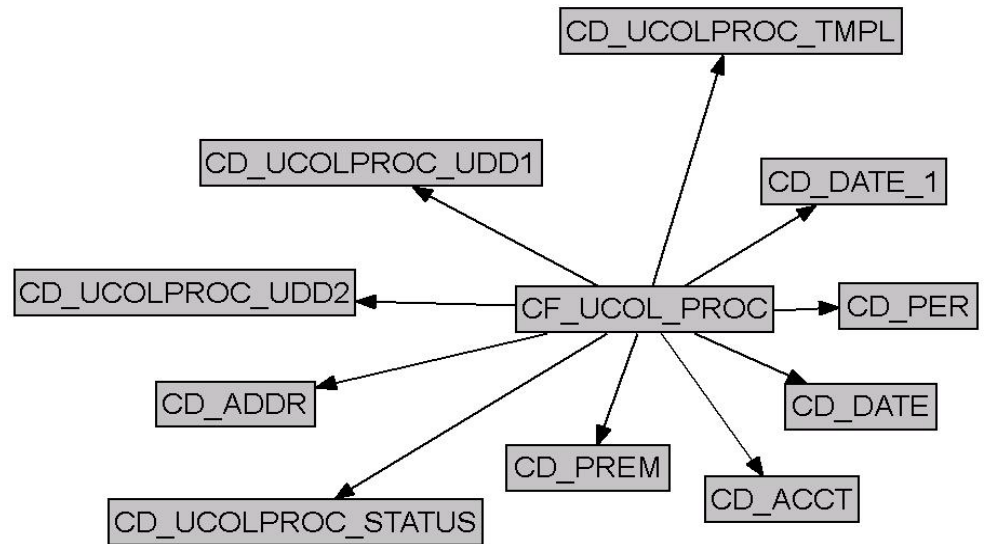 CD_UCOLPROC_TMPL
CD_UCOLPROC_UDD1
CD_DATE_1
CD_UCOLPROC_UDD2
CF_UCOL_PROC
CD_PER
CD_ADDR
CD_DATE
CD_PREM
CD_ACCT
CD_UCOLPROC_STATUS